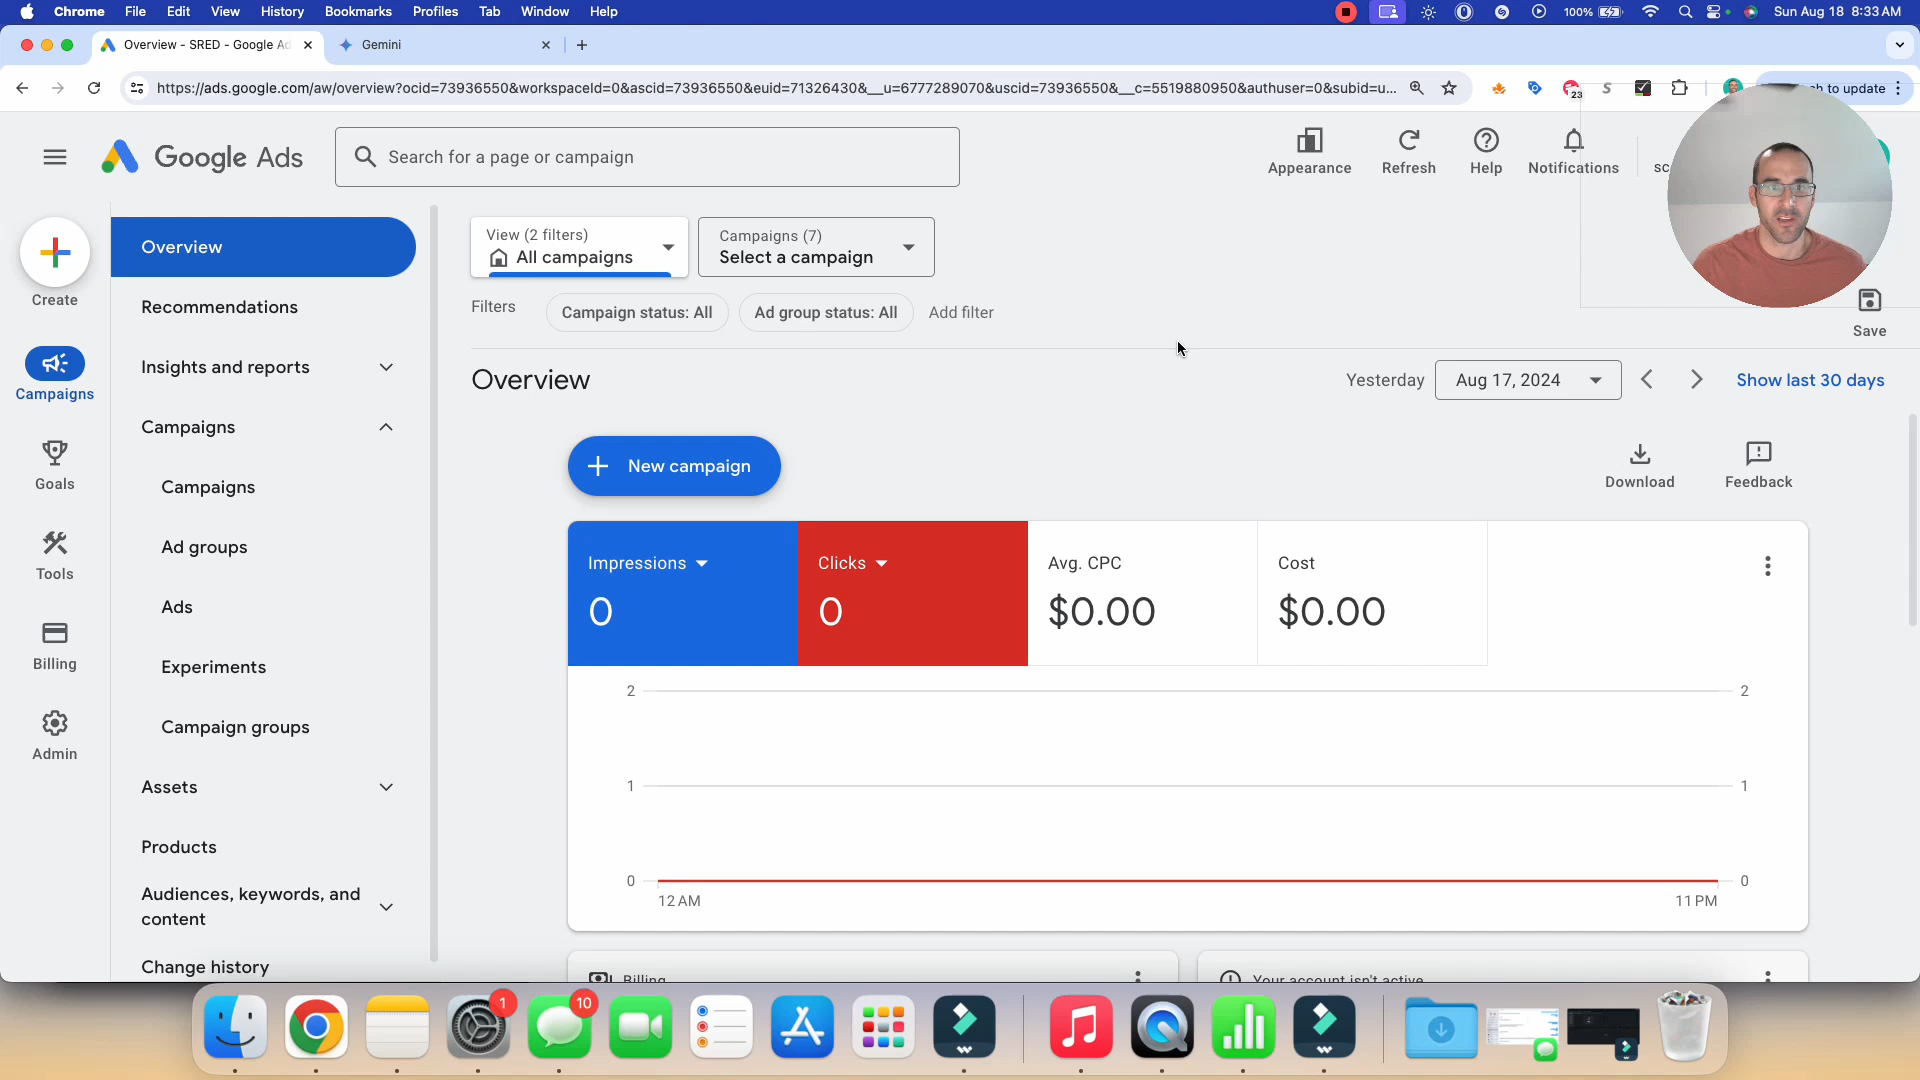 Chrome File Edit View History Bookmarks Profiles Tab Window Help 100% Sun Aug 18 8:33 AM
Overview - SRED - Google Ad
Gemini
https://ads.google.com/aw/overview?ocid=73936550&workspaceId=0&ascid=73936550&euid=71326430&__u=6777289070&uscid=73936550&__c=5519880950&authuser=0&subid=u...
23
to update
Google Ads
Search for a page or campaign
Appearance
Refresh
Help
Notifications
Create
Campaigns
Goals
Tools
Billing
Admin
Overview
Recommendations
Insights and reports
Campaigns
Campaigns
Ad groups
Ads
Experiments
Campaign groups
Assets
Products
Audiences, keywords, and
content
Change history
View (2 filters)
All campaigns
Campaigns (7)
Select a campaign
Filters
Campaign status: All
Ad group status: All
Add filter
Save
Overview
Yesterday
Aug 17, 2024
Show last 30 days
New campaign
Download
Feedback
Impressions
0
Clicks
0
Avg. CPC
$0.00
Cost
$0.00
2
2
1
1
0
0
12 AM
11 PM
Billing
Your account isn't active
1
10